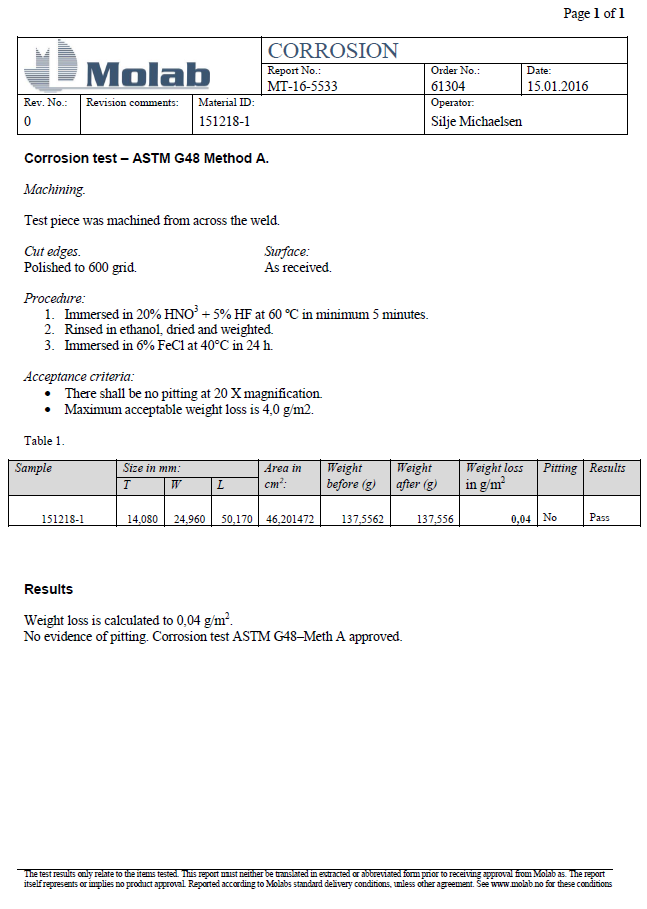 Page 1 of 1
Molab
CORROSION
Report No.: Order No.: Date:
MT-16-5533 61304 15.01.2016
Rev. No.: Revision comments: Material ID: Operator:
0 151218-1 Silje Michaelsen
Corrosion test – ASTM G48 Method A.
Machining.
Test piece was machined from across the weld.
Cut edges. Surface:
Polished to 600 grid. As received.
Procedure:
1. Immersed in 20% HNO³ + 5% HF at 60 °C in minimum 5 minutes.
2. Rinsed in ethanol, dried and weighted.
3. Immersed in 6% FeCl at 40°C in 24 h.
Acceptance criteria:
• There shall be no pitting at 20 X magnification.
• Maximum acceptable weight loss is 4,0 g/m2.
Table 1.
Sample Size in mm: Area in Weight Weight Weight loss Pitting Results
T W L cm²: before (g) after (g) in g/m²
151218-1 14,080 24,960 50,170 46,201472 137,5562 137,556 0,04 No Pass
Results
Weight loss is calculated to 0,04 g/m².
No evidence of pitting. Corrosion test ASTM G48–Meth A approved.
The test results only relate to the items tested. This report must neither be translated in extracted or abbreviated form prior to receiving approval from Molab as. The report
itself represents or implies no product approval. Reported according to Molabs standard delivery conditions, unless other agreement. See www.molab.no for these conditions